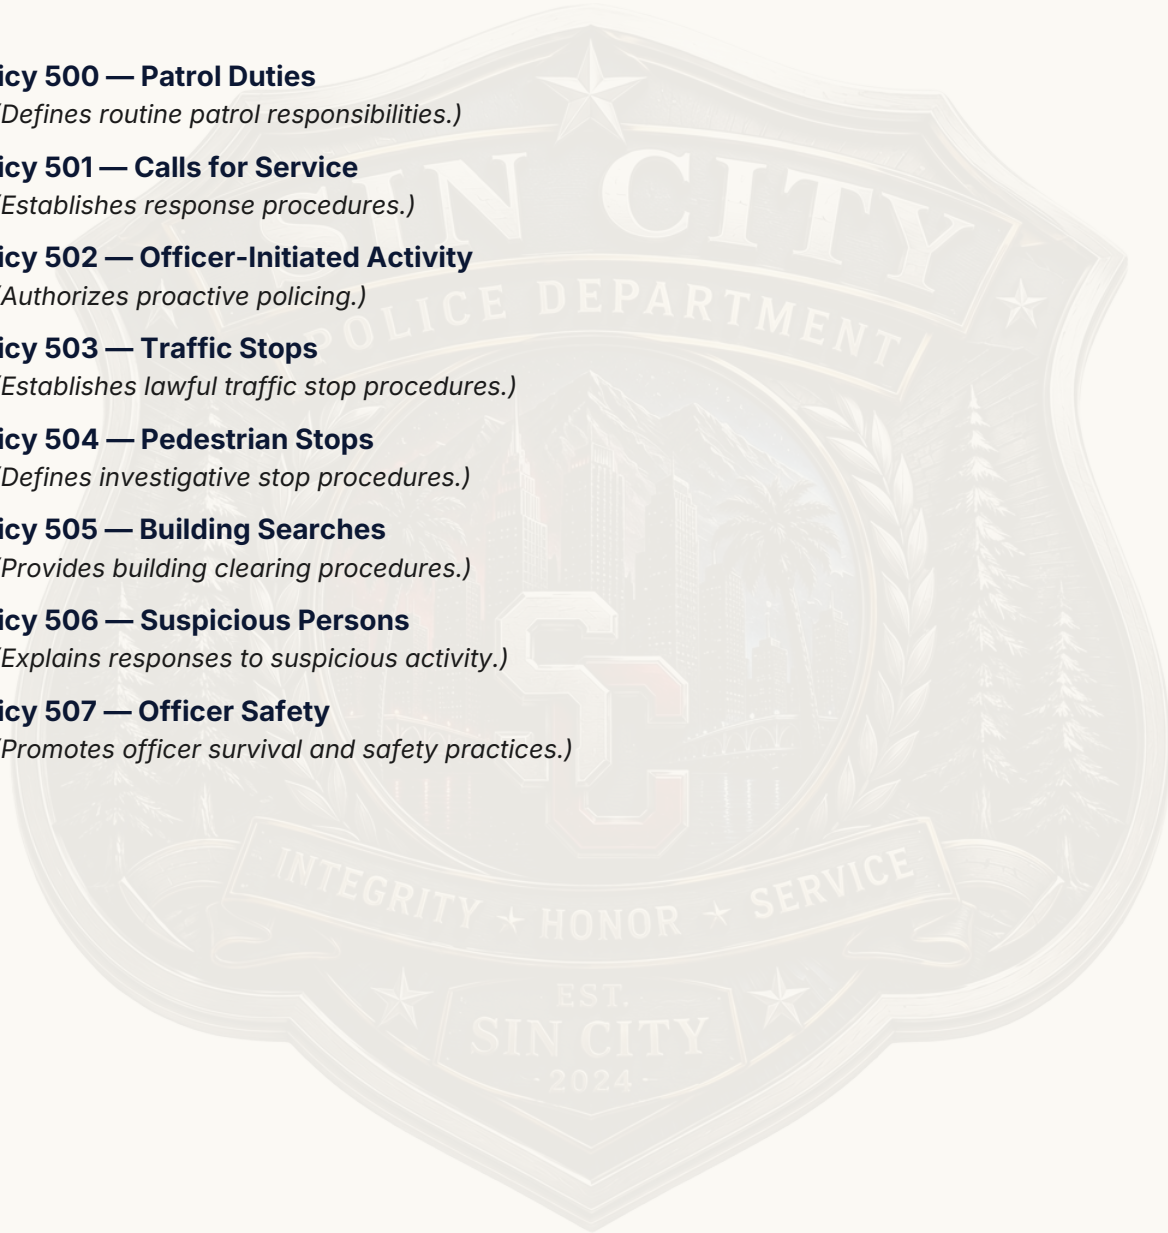 icy 500 — Patrol Duties
(Defines routine patrol responsibilities.)
icy 501 — Calls for Service
(Establishes response procedures.)
icy 502 — Officer-Initiated Activity
(Authorizes proactive policing.)
icy 503 — Traffic Stops
(Establishes lawful traffic stop procedures.)
icy 504 — Pedestrian Stops
(Defines investigative stop procedures.)
icy 505 — Building Searches
(Provides building clearing procedures.)
icy 506 — Suspicious Persons
(Explains responses to suspicious activity.)
icy 507 — Officer Safety
(Promotes officer survival and safety practices.)
SIN CITY
POLICE DEPARTMENT
SC
INTEGRITY ★ HONOR ★ SERVICE
EST.
SIN CITY
- 2024 -